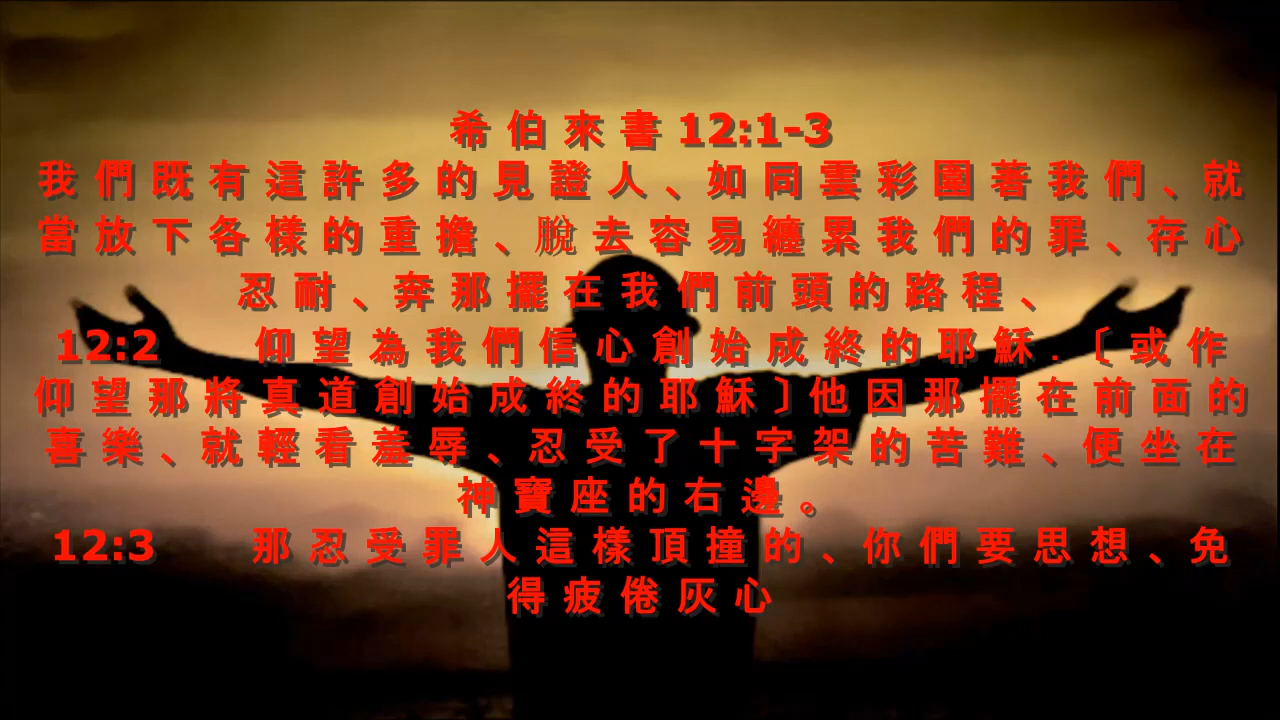 希伯來書 12:1-3
我們既有這許多的見證人、如同雲彩圍著我們、就
當放下各樣的重擔、脫去容易纏累我們的罪、存心
忍耐、奔那擺在我們前頭的路程、
12:2 仰望為我們信心創始成終的耶穌．〔或作
仰望那將真道創始成終的耶穌〕他因那擺在前面的
喜樂、就輕看羞辱、忍受了十字架的苦難、便坐在
神寶座的右邊。
12:3 那忍受罪人這樣頂撞的、你們要思想、免
得疲倦灰心